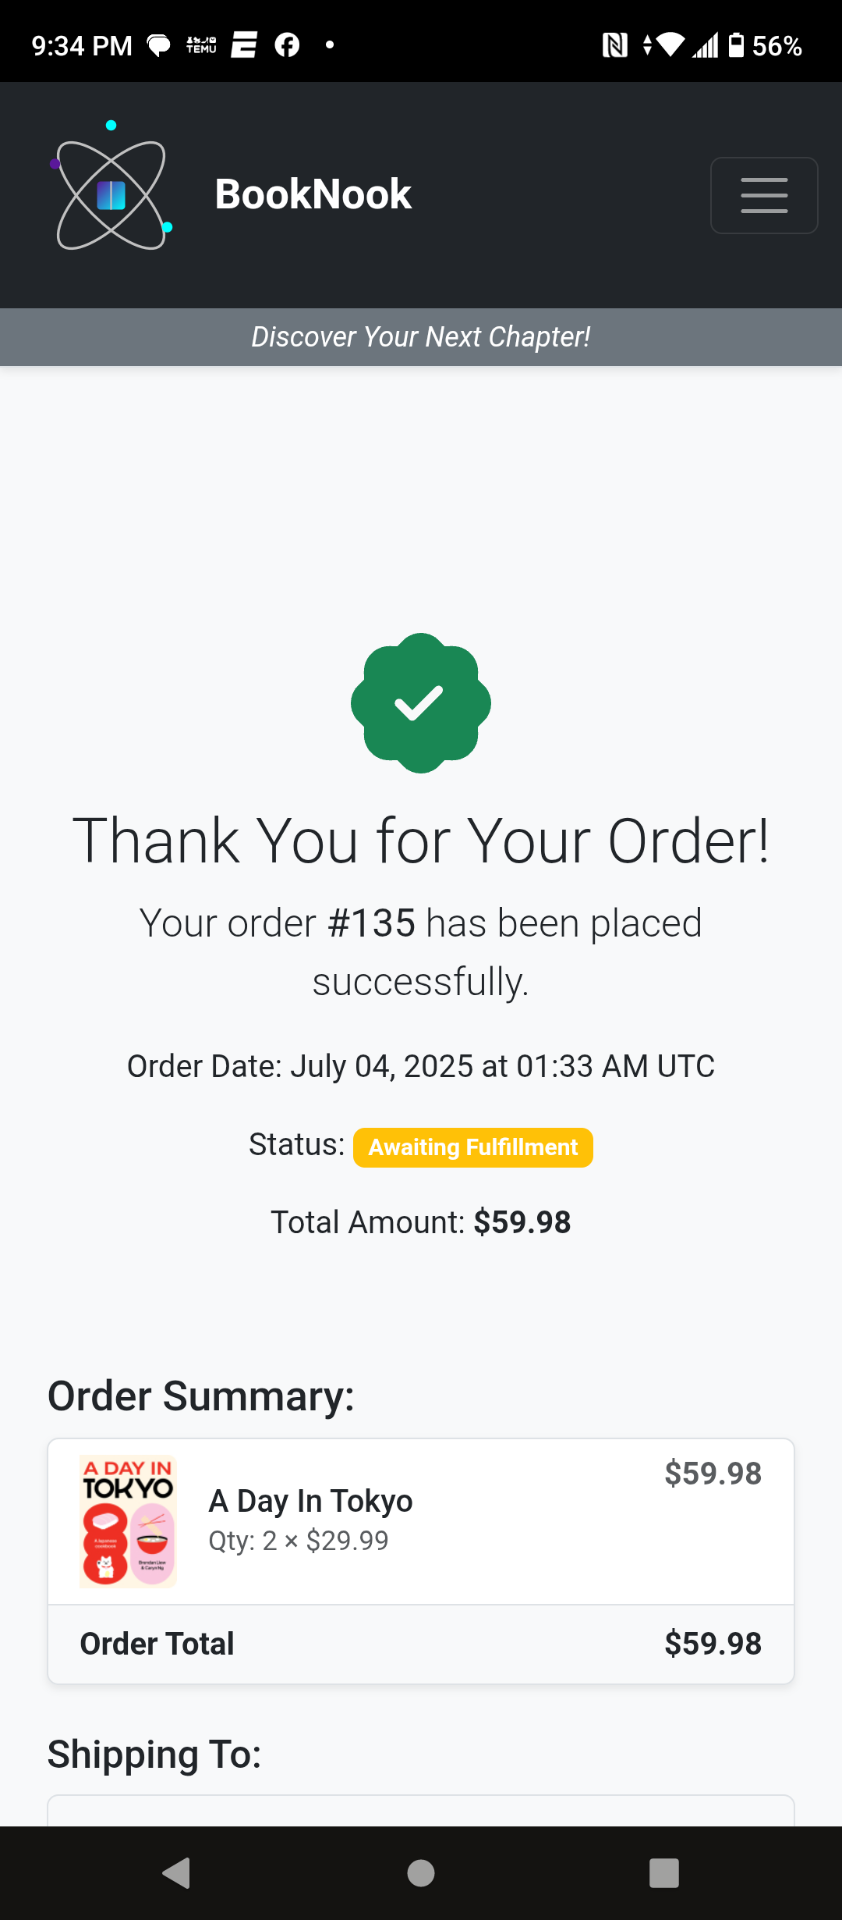 9:34 PM
TEMU
56%
BookNook
Discover Your Next Chapter!
Thank You for Your Order!
Your order #135 has been placed
successfully.
Order Date: July 04, 2025 at 01:33 AM UTC
Status: Awaiting Fulfillment
Total Amount: $59.98
Order Summary:
A DAY IN
TOKYO
A Day In Tokyo
Qty: 2 × $29.99
$59.98
Order Total
$59.98
Shipping To: